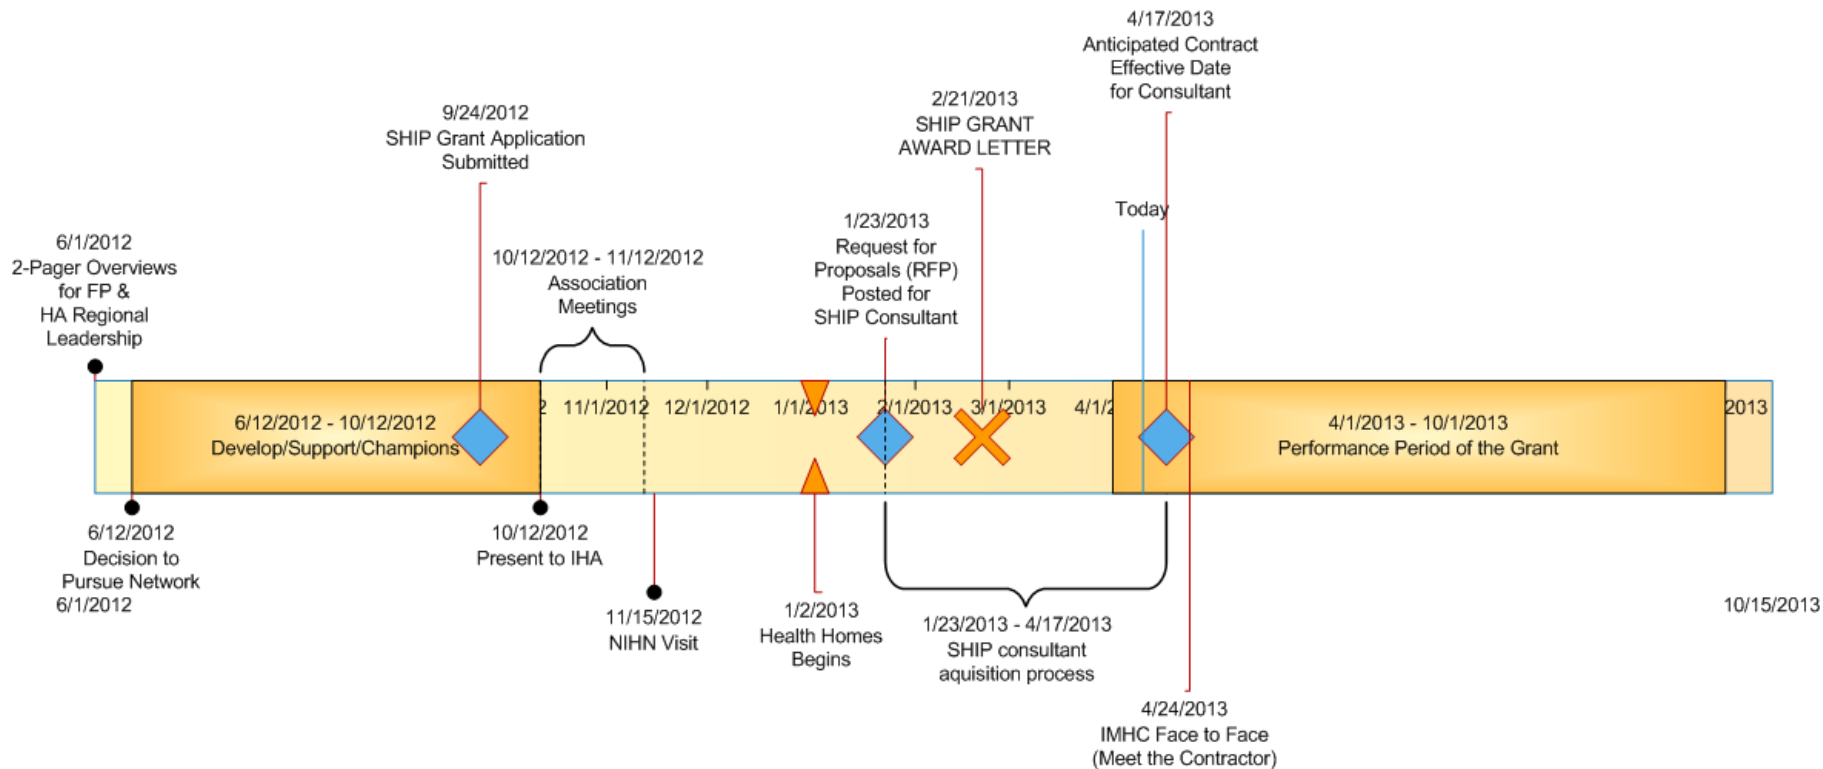 4/17/2013
Anticipated Contract
Effective Date
for Consultant
2/21/2013
SHIP GRANT
AWARD LETTER
9/24/2012
SHIP Grant Application
Submitted
Today
1/23/2013
Request for
Proposals (RFP)
Posted for
SHIP Consultant
6/1/2012
2-Pager Overviews
for FP &
HA Regional
Leadership
10/12/2012 - 11/12/2012
Association
Meetings
2 11/1/2012 12/1/2012 1/1/2013 2/1/2013 3/1/2013 4/1/2 2013
6/12/2012 - 10/12/2012
Develop/Support/Champions
4/1/2013 - 10/1/2013
Performance Period of the Grant
6/12/2012
Decision to
Pursue Network
6/1/2012
10/12/2012
Present to IHA
11/15/2012
NIHN Visit
1/2/2013
Health Homes
Begins
1/23/2013 - 4/17/2013
SHIP consultant
aquisition process
10/15/2013
4/24/2013
IMHC Face to Face
(Meet the Contractor)